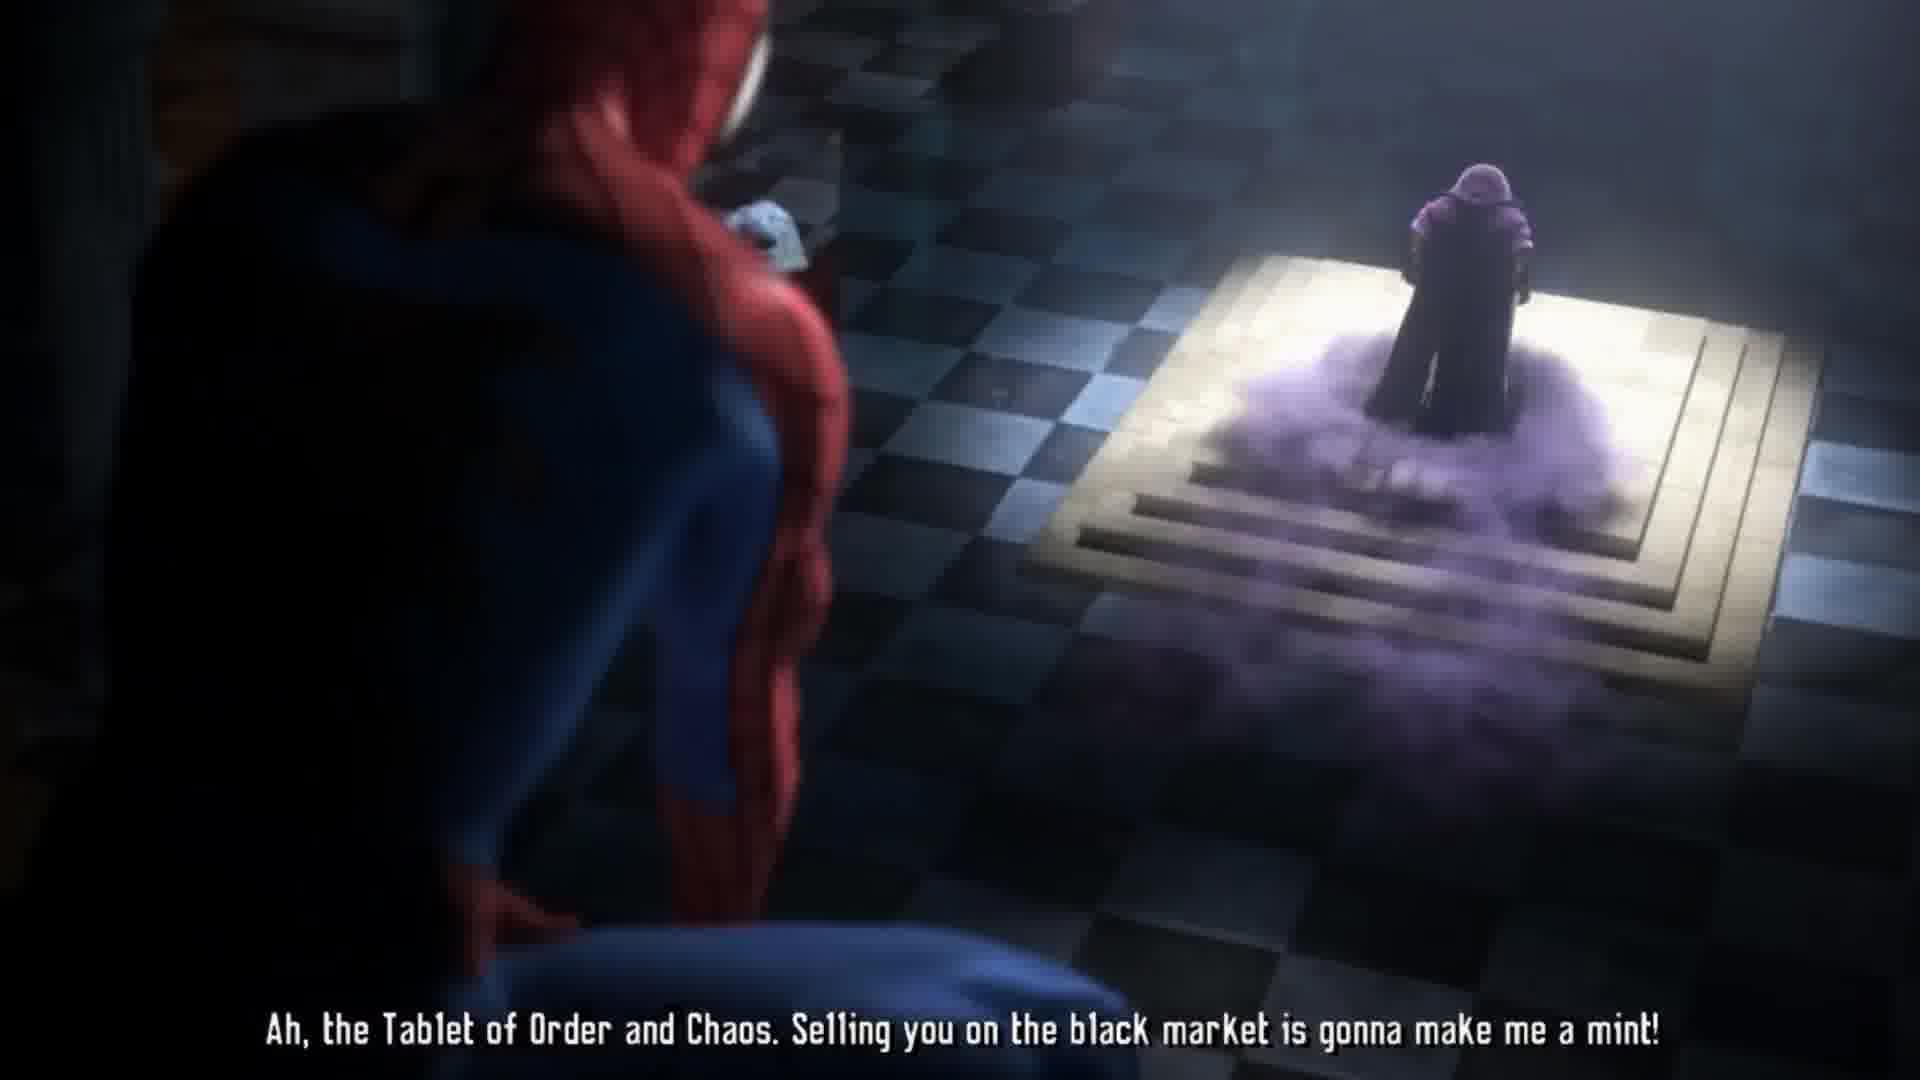 Ah, the Tablet of Order and Chaos. Selling you on the black market is gonna make me a mint!